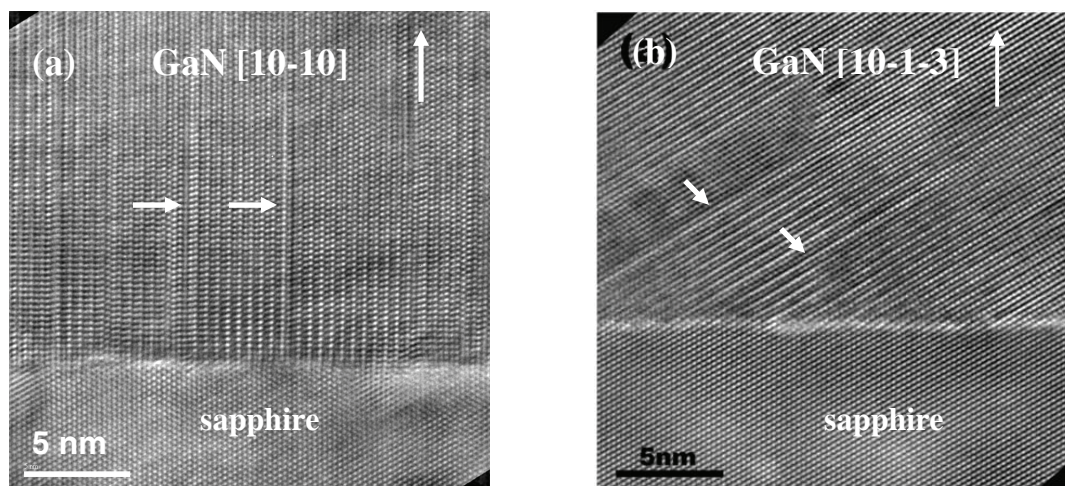 (a) GaN [10-10]
sapphire
5 nm
(b) GaN [10-1-3]
sapphire
5nm